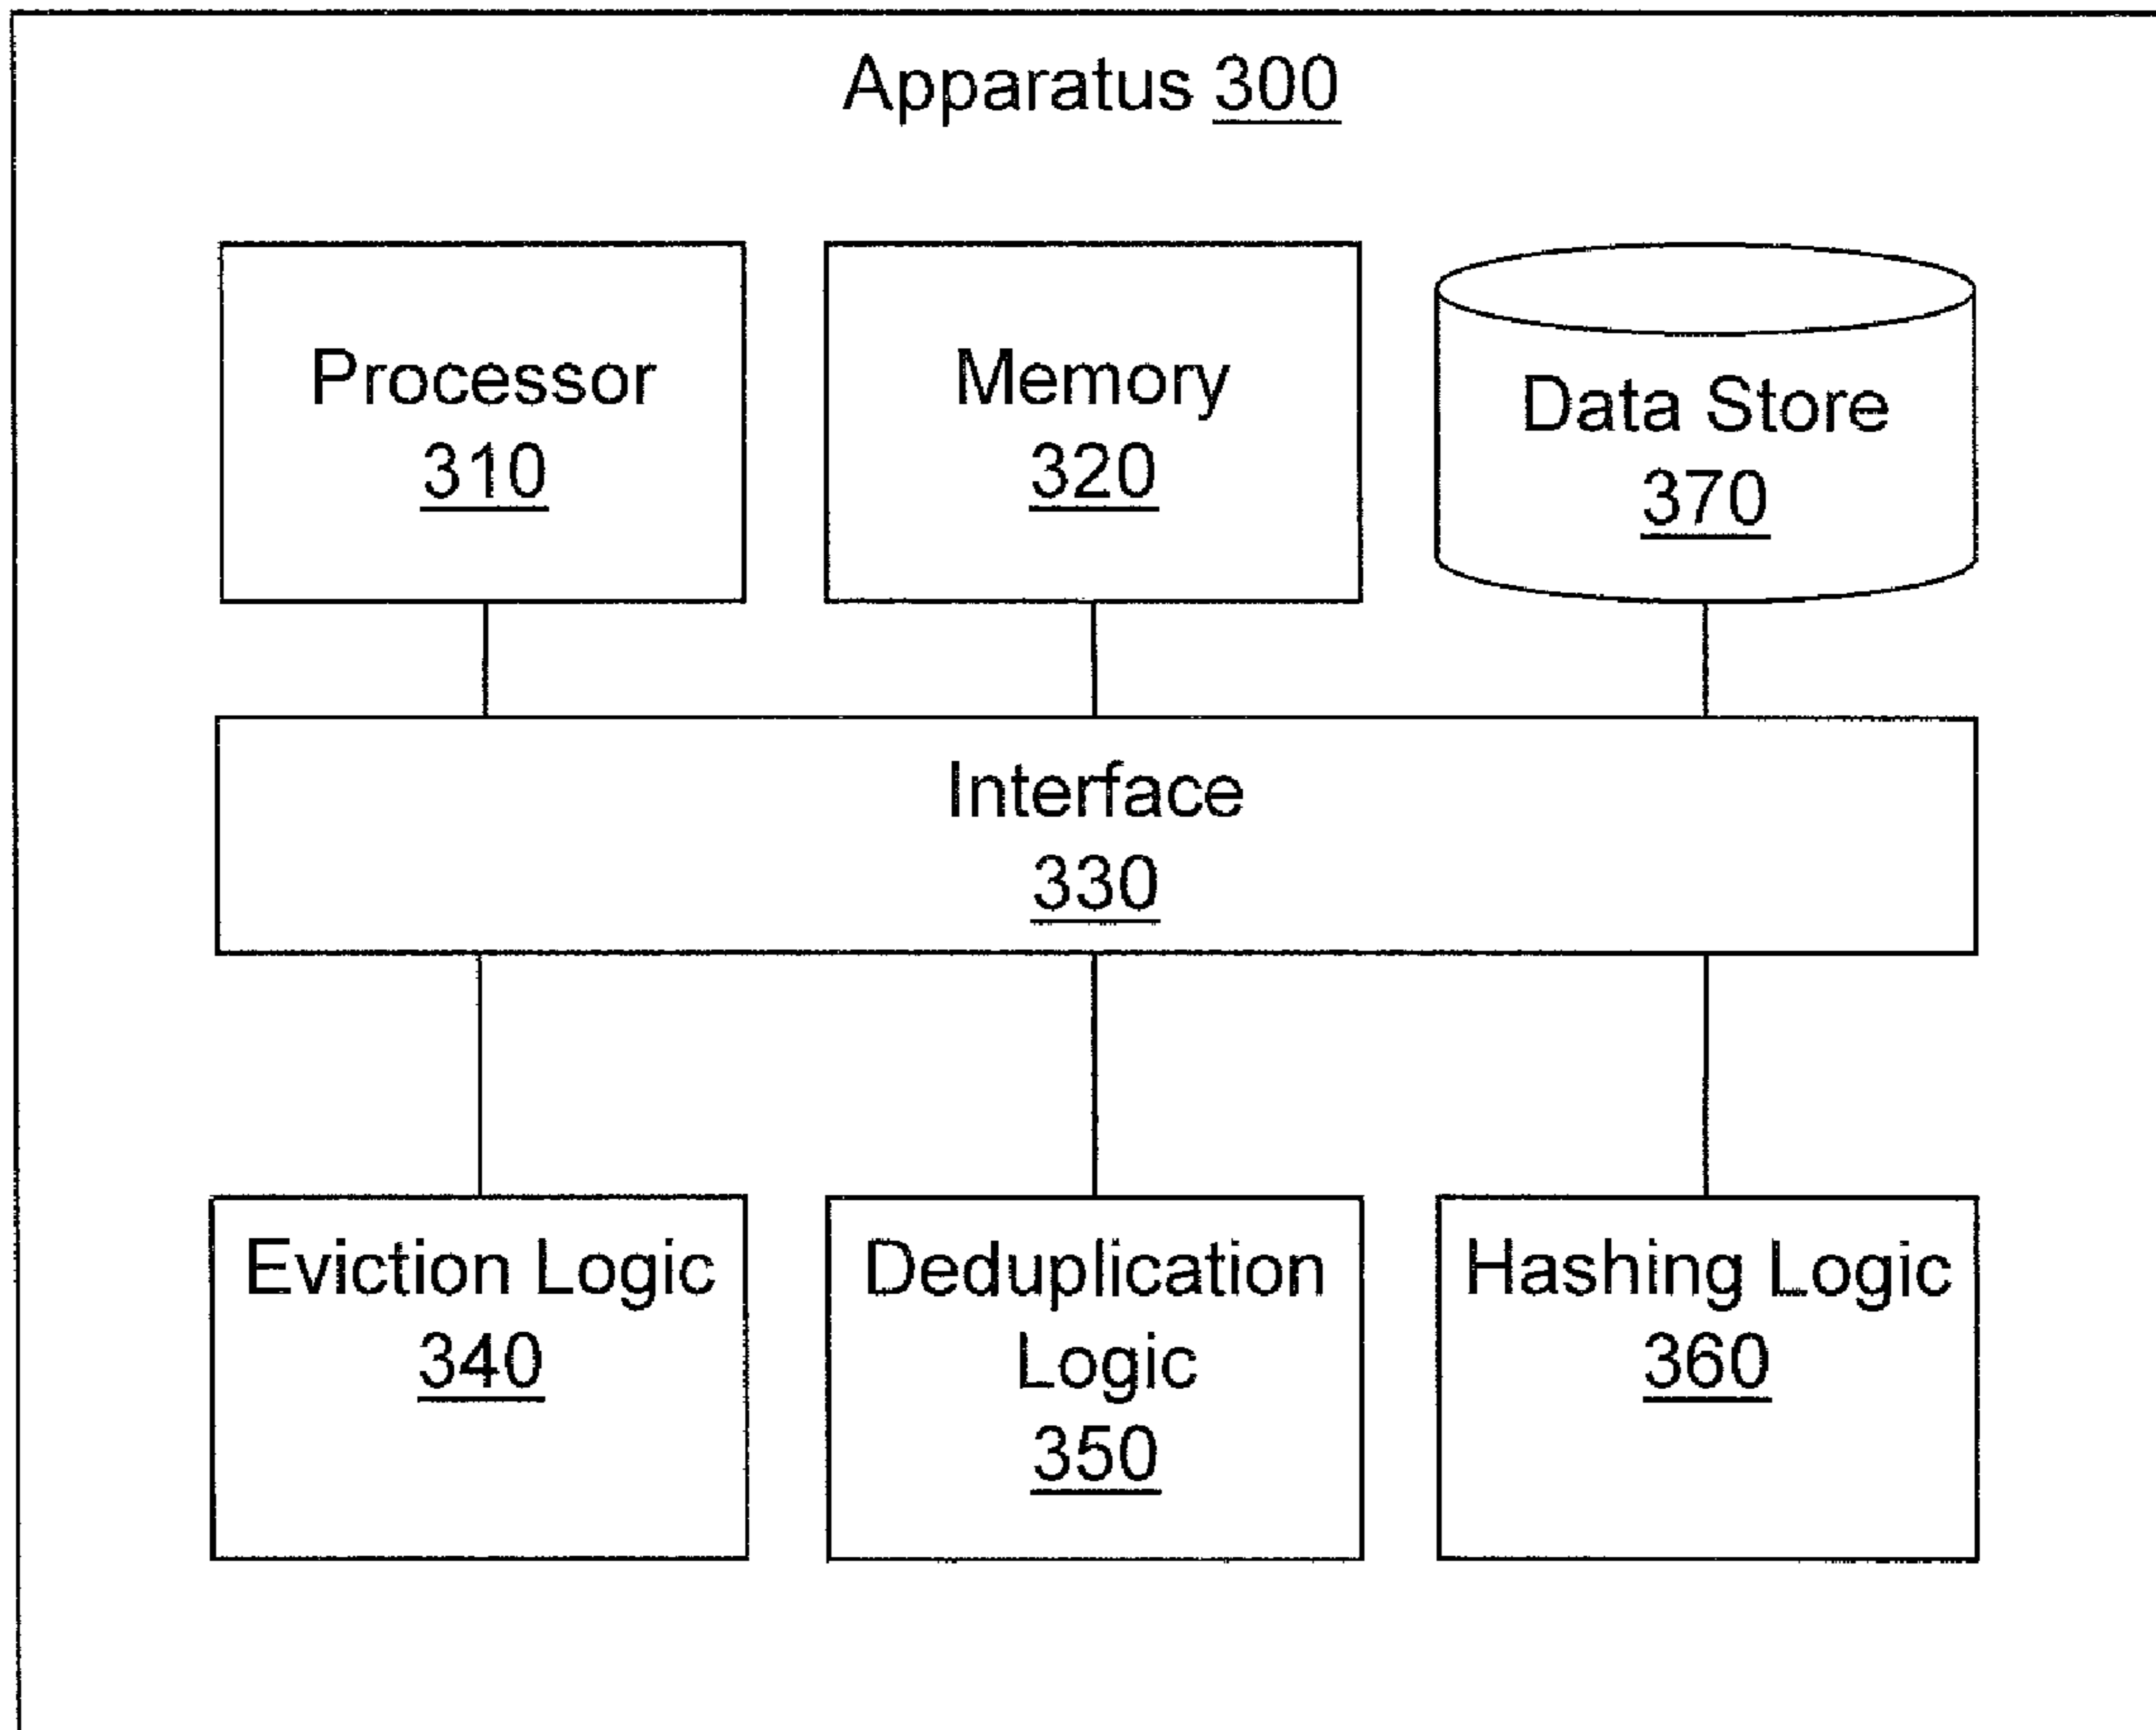 Apparatus 300
Processor
310
Memory
320
Data Store
370
Interface
330
Eviction Logic
340
Deduplication
Logic
350
Hashing Logic
360